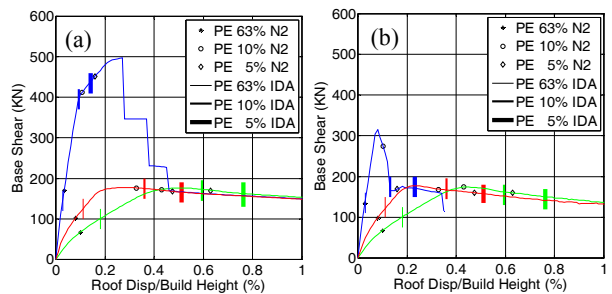 (a)
PE 63% N2
PE 10% N2
PE 5% N2
PE 63% IDA
PE 10% IDA
PE 5% IDA
600
500
400
300
200
100
0
Base Shear (KN)
0 0.2 0.4 0.6 0.8 1
Roof Disp/Build Height (%)
(b)
PE 63% N2
PE 10% N2
PE 5% N2
PE 63% IDA
PE 10% IDA
PE 5% IDA
600
500
400
300
200
100
0
Base Shear (KN)
0 0.2 0.4 0.6 0.8 1
Roof Disp/Build Height (%)